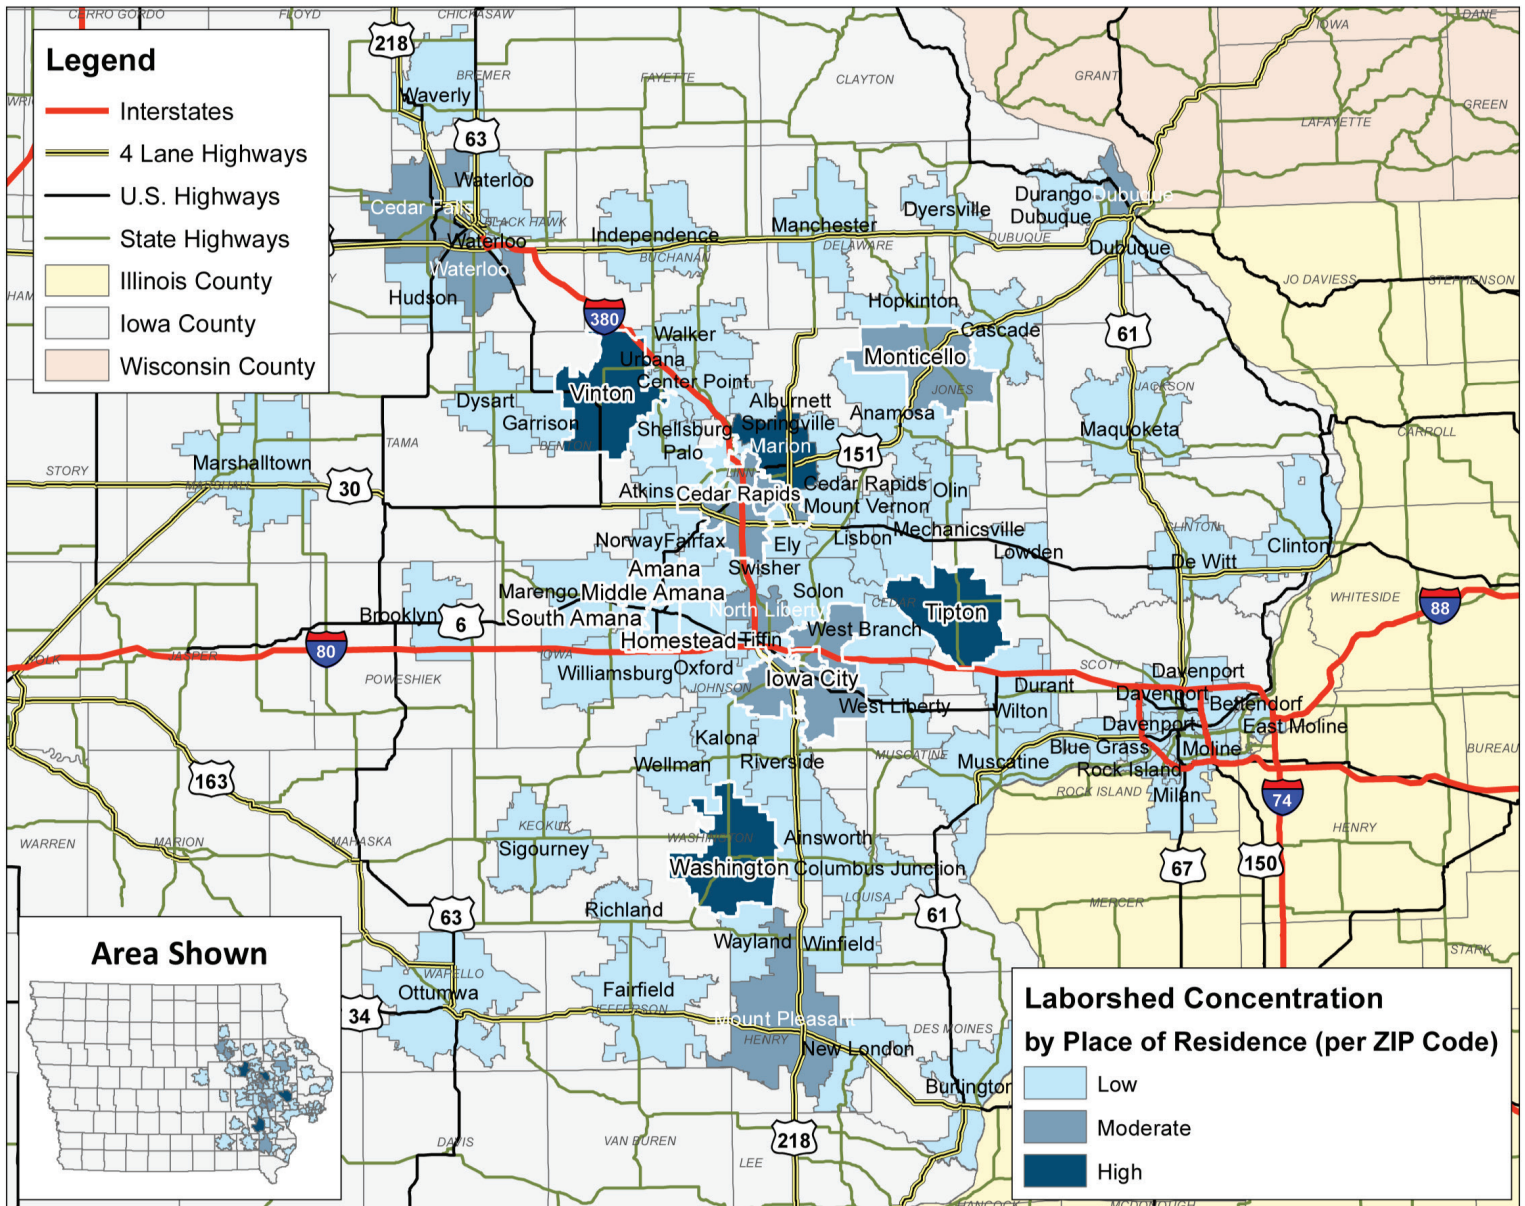 CERRO GORDO
FLOYD
CHICKASAW
IOWA
DANE
218
Legend
BREMER
FAYETTE
CLAYTON
GRANT
Waverly
GREEN
Interstates
LAFAYETTE
63
4 Lane Highways
Waterloo
U.S. Highways
Durango
Dubuque
Cedar Falls
Dyersville
Dubuque
BLACK HAWK
Manchester
State Highways
Waterloo
Independence
DELAWARE
DUBUQUE
Dubuque
BUCHANAN
Waterloo
Illinois County
JO DAVIESS
STEPHENSON
Hudson
Hopkinton
Iowa County
380
Walker
Cascade
61
Urbana
Monticello
Wisconsin County
Center Point
Vinton
JONES
JACKSON
Dysart
Alburnett
Anamosa
Garrison
Shellsburg
Springville
Maquoketa
CARROLL
TAMA
BENTON
Palo
Marion
151
STORY
Marshalltown
LINN
MARSHALL
30
Atkins
Cedar Rapids
Cedar Rapids
Olin
Mount Vernon
Mechanicsville
CLINTON
Norway
Fairfax
Ely
Lisbon
Lowden
Clinton
De Witt
Amana
Swisher
Marengo
Middle Amana
Solon
WHITESIDE
88
Brooklyn
6
South Amana
North Liberty
CEDAR
Tipton
80
Homestead
Tiffin
West Branch
POLK
JASPER
IOWA
SCOTT
POWESHIEK
Williamsburg
Oxford
Iowa City
Durant
Davenport
JOHNSON
Davenport
West Liberty
Wilton
Bettendorf
Davenport
East Moline
Kalona
Blue Grass
Moline
BUREAU
Wellman
Riverside
MUSCATINE
Muscatine
Rock Island
163
ROCK ISLAND
Milan
74
KEOKUK
WARREN
MARION
MAHASKA
Sigourney
WASHINGTON
Ainsworth
HENRY
Washington
Columbus Junction
67
150
LOUISA
Richland
63
61
MERCER
Area Shown
Wayland
Winfield
STARK
WAPELLO
Ottumwa
Fairfield
Laborshed Concentration
34
JEFFERSON
Mount Pleasant
DES MOINES
by Place of Residence (per ZIP Code)
HENRY
New London
Low
Burlington
Moderate
218
DAVIS
VAN BUREN
LEE
High
HANCOCK
MCDONOUGH